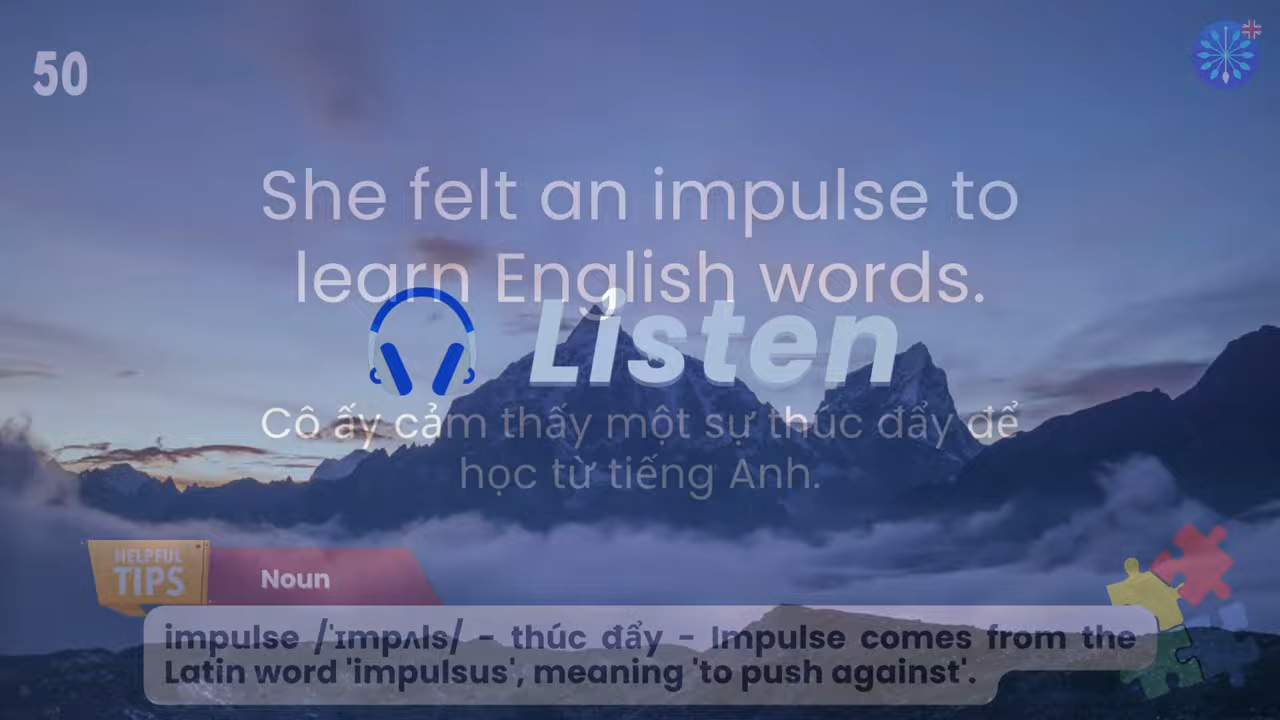 50
She felt an impulse to
learn English words.
Listen
Cô ấy cảm thấy một sự thúc đẩy để
học từ tiếng Anh.
HELPFUL
TIPS
Noun
impulse /ˈɪmpʌls/ - thúc đẩy - Impulse comes from the
Latin word 'impulsus', meaning 'to push against'.